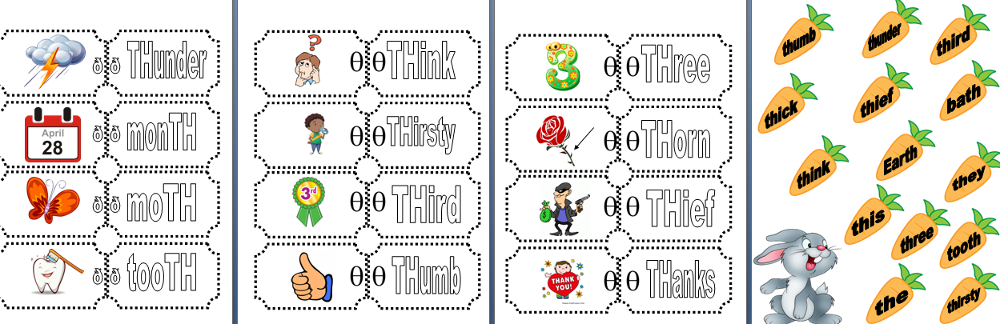 ð ð THunder
April
28
ð ð monTH
ð ð moTH
ð ð tooTH
?
θ θ THink
θ θ THirsty
3rd
θ θ THird
θ θ THumb
3
θ θ THree
θ θ THorn
$
θ θ THief
THANK
YOU!
θ θ THanks
thumb
thunder
third
thick
thief
bath
think
Earth
they
this
three
tooth
the
thirsty